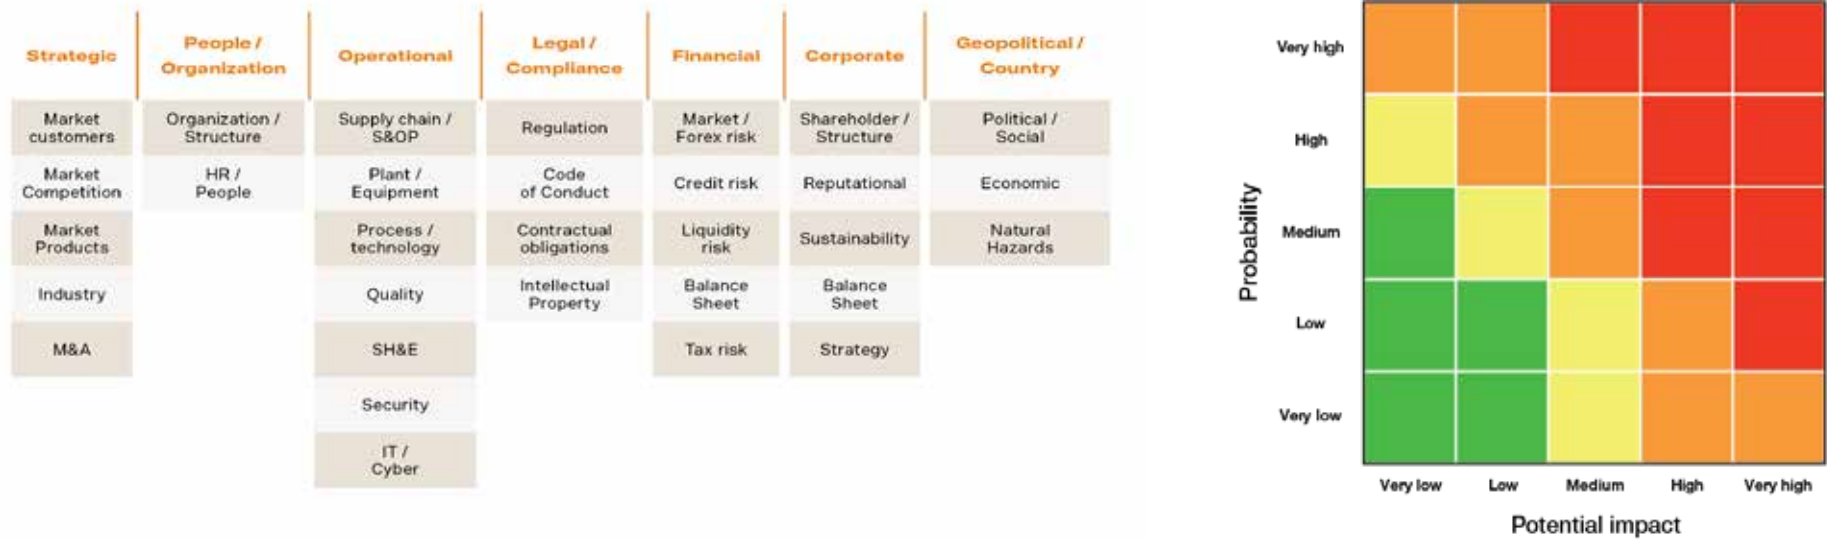 Strategic
People /
Organization
Operational
Legal /
Compliance
Financial
Corporate
Geopolitical /
Country
Market
customers
Organization /
Structure
Supply chain /
S&OP
Regulation
Market /
Forex risk
Shareholder /
Structure
Political /
Social
Market
Competition
HR /
People
Plant /
Equipment
Code
of Conduct
Credit risk
Reputational
Economic
Market
Products
Process /
technology
Contractual
obligations
Liquidity
risk
Sustainability
Natural
Hazards
Industry
Quality
Intellectual
Property
Balance
Sheet
Balance
Sheet
M&A
SH&E
Tax risk
Strategy
Security
IT /
Cyber
Probability
Very high
High
Medium
Low
Very low
Very low
Low
Medium
High
Very high
Potential impact